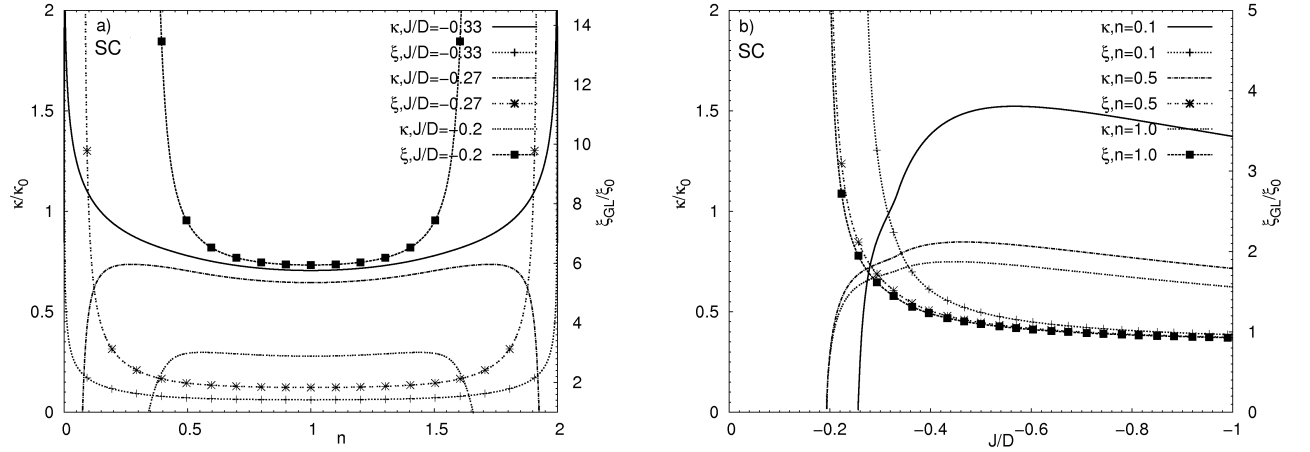 a)
SC
κ,J/D=−0.33
ξ,J/D=−0.33
κ,J/D=−0.27
ξ,J/D=−0.27
κ,J/D=−0.2
ξ,J/D=−0.2
2
1.5
1
0.5
0
κ/κ0
0
0.5
1
1.5
2
n
14
12
10
8
6
4
2
ξGL/ξ0
b)
SC
κ,n=0.1
ξ,n=0.1
κ,n=0.5
ξ,n=0.5
κ,n=1.0
ξ,n=1.0
2
1.5
1
0.5
0
κ/κ0
0
−0.2
−0.4
−0.6
−0.8
−1
J/D
5
4
3
2
1
0
ξGL/ξ0